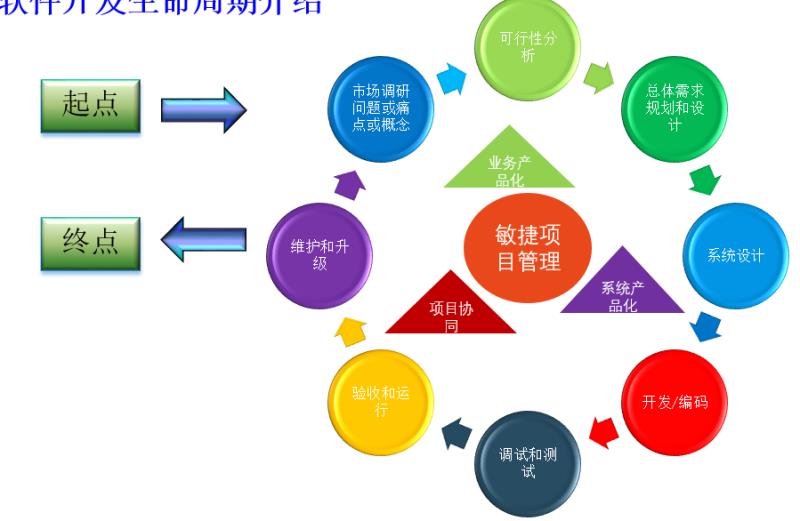 软件开发生命周期介绍
可行性分
析
起点
市场调研
问题或痛
点或概念
总体需求
规划和设
计
业务产
品化
终点
维护和升
级
敏捷项
目管理
系统设计
系统产
品化
项目协
同
验收和运
行
开发/编码
调试和测
试